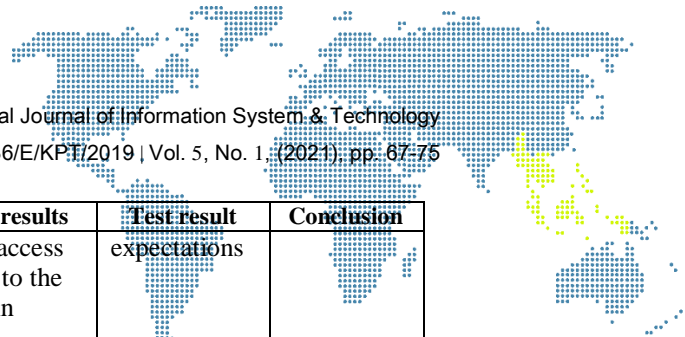 al Journal of Information System & Technology
6/E/KPT/2019 | Vol. 5, No. 1, (2021), pp. 67-75
results Test result Conclusion
access expectations
to the
n